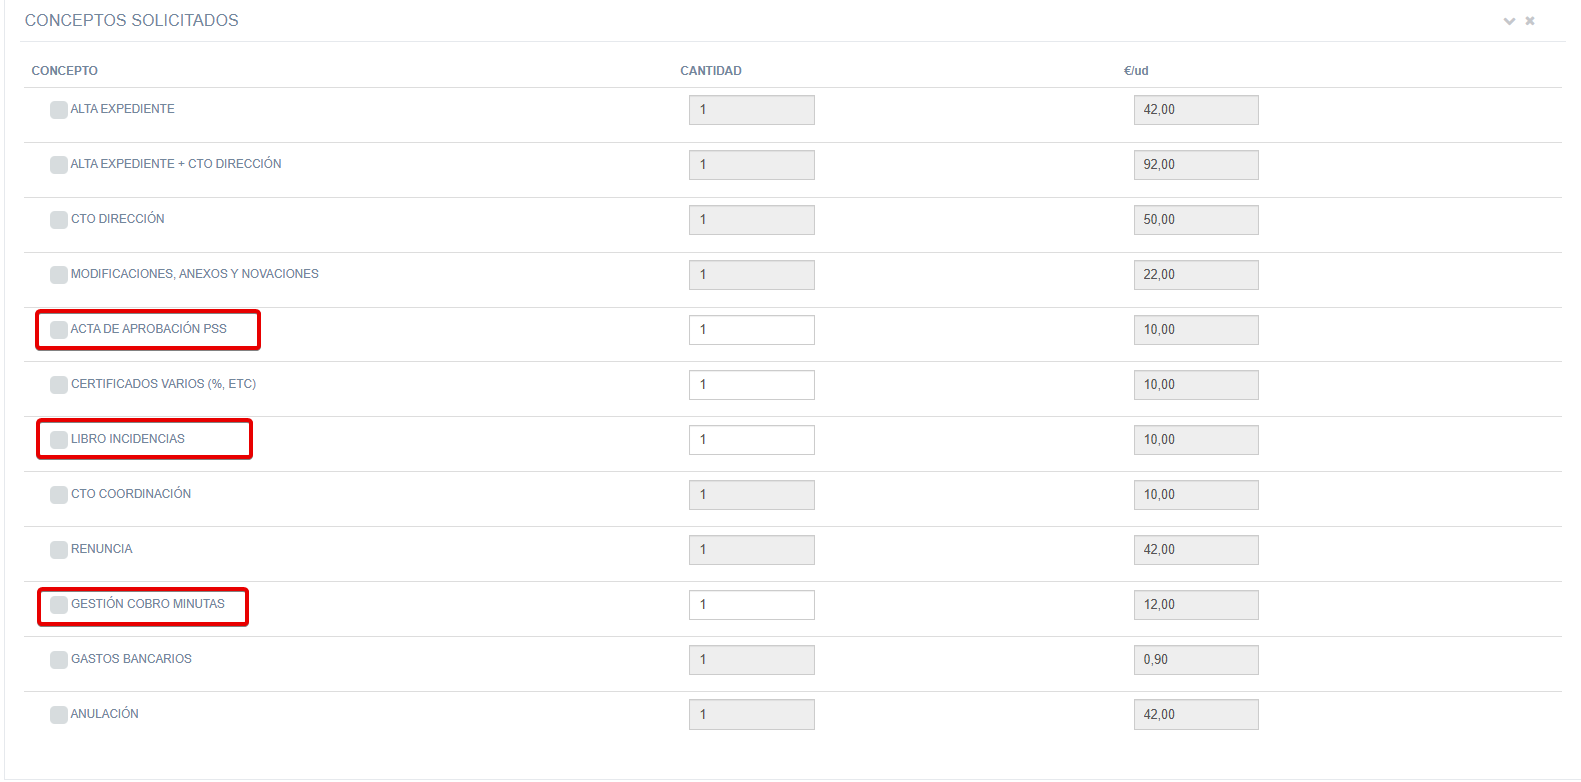 CONCEPTOS SOLICITADOS
CONCEPTO CANTIDAD €/ud
ALTA EXPEDIENTE 1 42,00
ALTA EXPEDIENTE + CTO DIRECCIÓN 1 92,00
CTO DIRECCIÓN 1 50,00
MODIFICACIONES, ANEXOS Y NOVACIONES 1 22,00
ACTA DE APROBACIÓN PSS 1 10,00
CERTIFICADOS VARIOS (%, ETC) 1 10,00
LIBRO INCIDENCIAS 1 10,00
CTO COORDINACIÓN 1 10,00
RENUNCIA 1 42,00
GESTIÓN COBRO MINUTAS 1 12,00
GASTOS BANCARIOS 1 0,90
ANULACIÓN 1 42,00